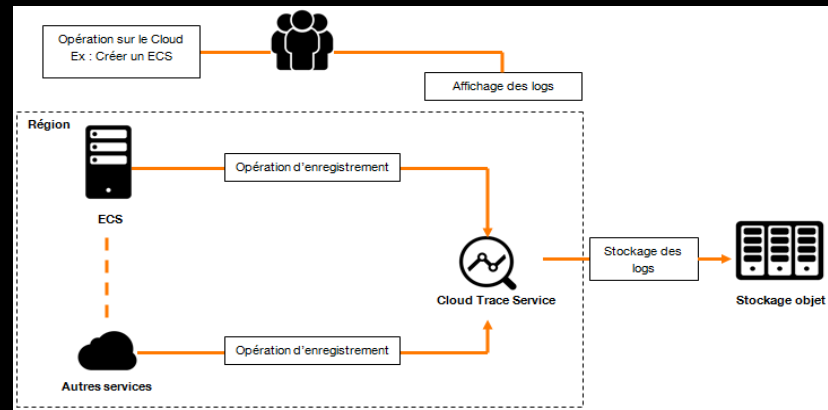 Opération sur le Cloud
Ex : Créer un ECS
Affichage des logs
Région
Opération d'enregistrement
ECS
Stockage des
logs
Cloud Trace Service
Stockage objet
Opération d'enregistrement
Autres services